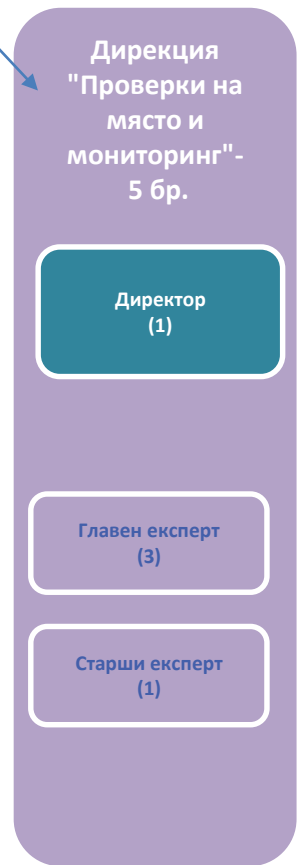 Дирекция
"Проверки на
място и
мониторинг"-
5 бр.
Директор
(1)
Главен експерт
(3)
Старши експерт
(1)